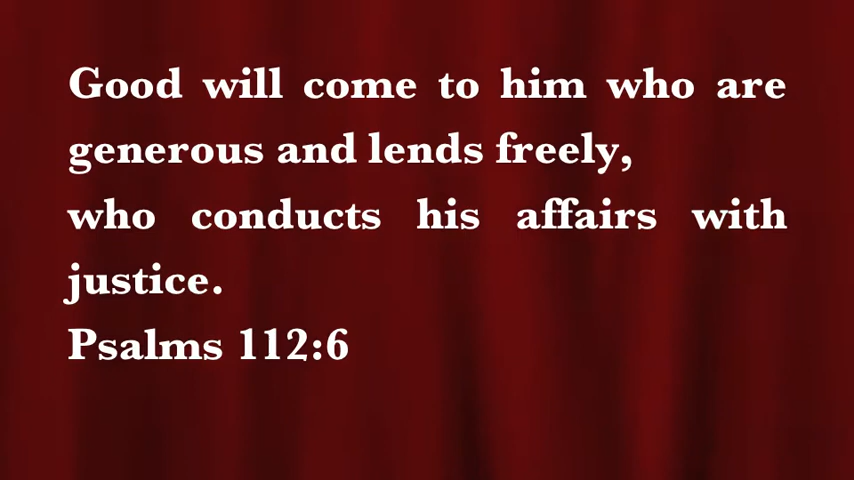 Good will come to him who are
generous and lends freely,
who conducts his affairs with
justice.
Psalms 112:6